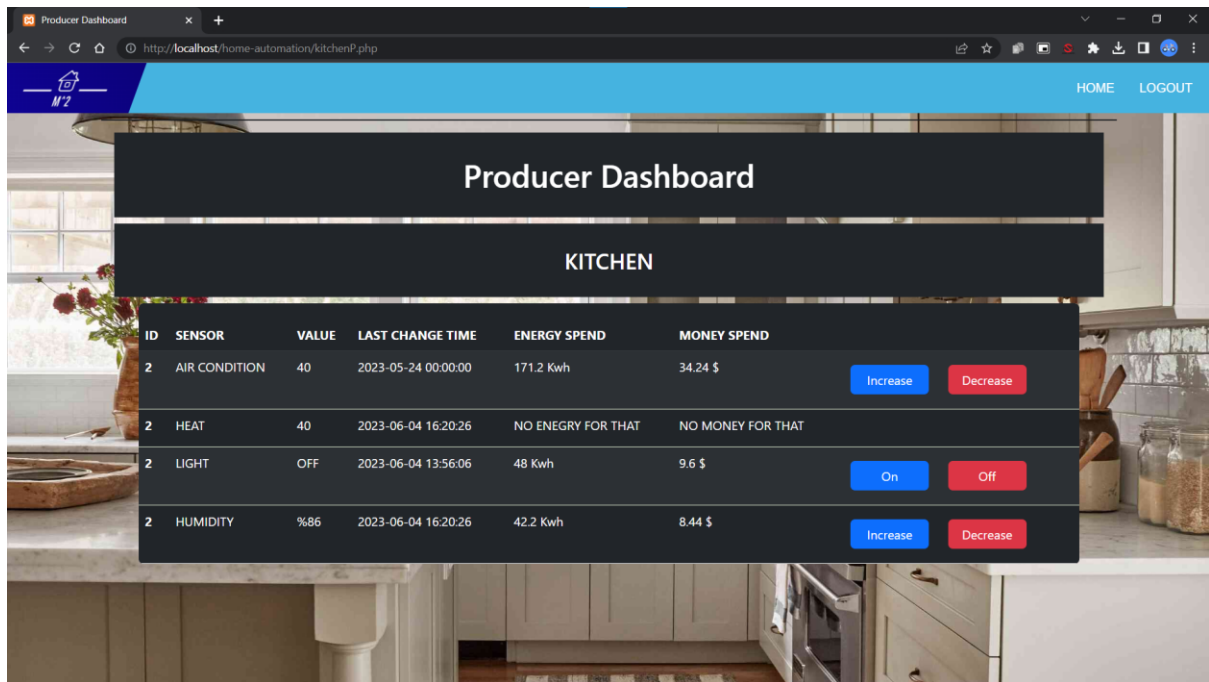 Producer Dashboard
http://localhost/home-automation/kitchenP.php
M^2
HOME LOGOUT
Producer Dashboard
KITCHEN
ID SENSOR VALUE LAST CHANGE TIME ENERGY SPEND MONEY SPEND
2 AIR CONDITION 40 2023-05-24 00:00:00 171.2 Kwh 34.24 $ Increase Decrease
2 HEAT 40 2023-06-04 16:20:26 NO ENEGRY FOR THAT NO MONEY FOR THAT
2 LIGHT OFF 2023-06-04 13:56:06 48 Kwh 9.6 $ On Off
2 HUMIDITY %86 2023-06-04 16:20:26 42.2 Kwh 8.44 $ Increase Decrease